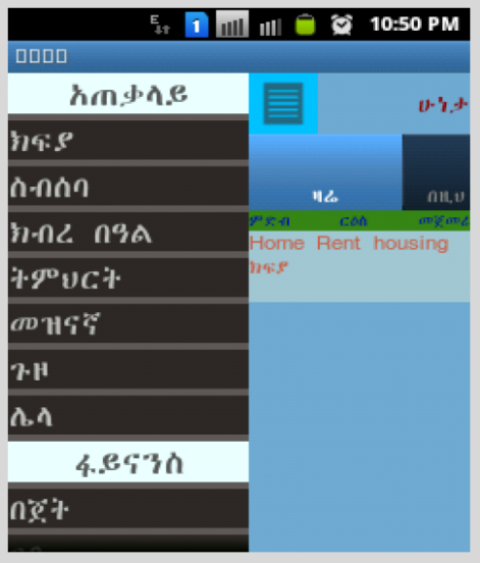 10:50 PM
አጠቃላይ
ክፍያ
ስብሰባ
ክብረ በዓል
ትምህርት
መዝናኛ
ጉዞ
ሌላ
ፋይናንስ
በጀት
ሁኔታ
ዛሬ በዚህ
ምድብ ርዕስ መጀመሪ
Home Rent housing
ክፍያ